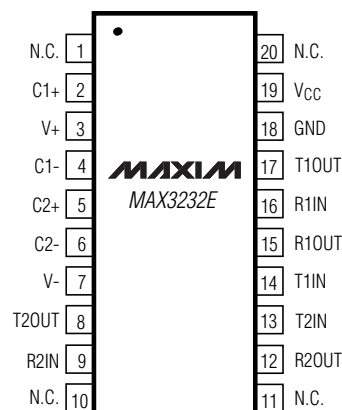 N.C. 1 20 N.C.
C1+ 2 19 VCC
V+ 3 18 GND
C1- 4 MAXIM 17 T1OUT
C2+ 5 MAX3232E 16 R1IN
C2- 6 15 R1OUT
V- 7 14 T1IN
T2OUT 8 13 T2IN
R2IN 9 12 R2OUT
N.C. 10 11 N.C.